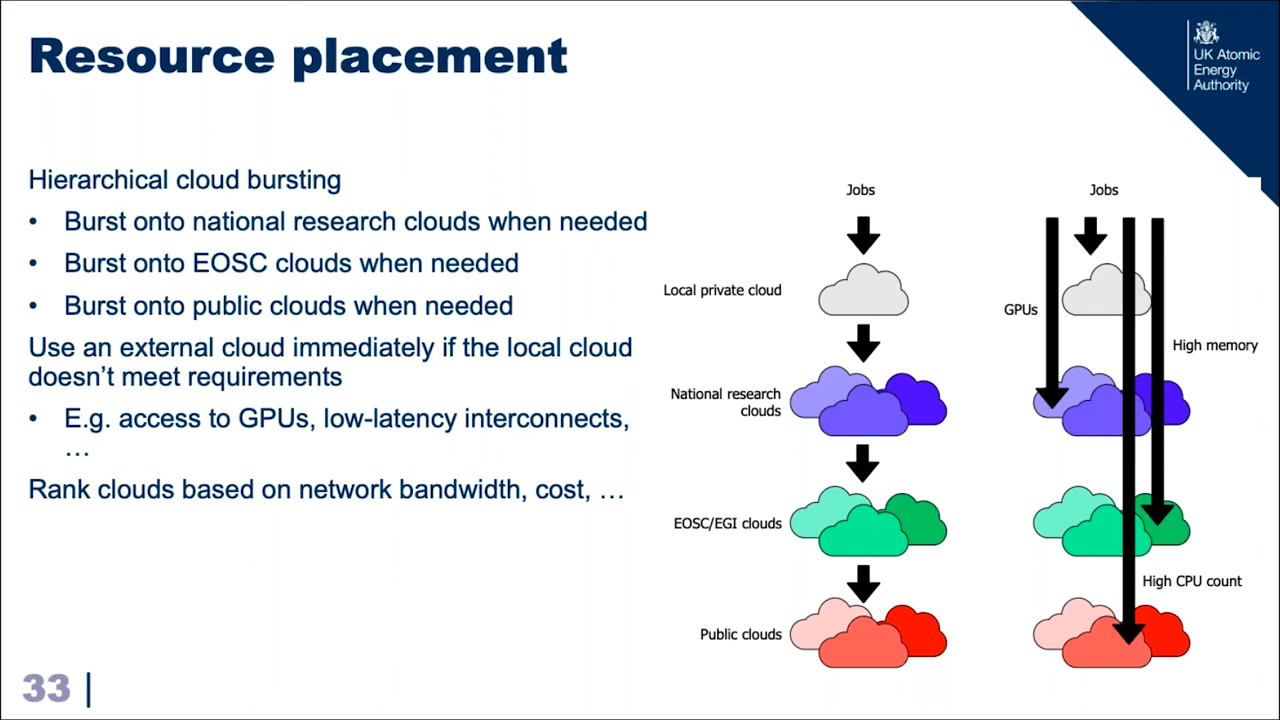 Resource placement
UK Atomic
Energy
Authority
Hierarchical cloud bursting
• Burst onto national research clouds when needed
• Burst onto EOSC clouds when needed
• Burst onto public clouds when needed
Use an external cloud immediately if the local cloud
doesn’t meet requirements
• E.g. access to GPUs, low-latency interconnects,
…
Rank clouds based on network bandwidth, cost, …
Jobs
Local private cloud
National research
clouds
EOSC/EGI clouds
Public clouds
Jobs
GPUs
High memory
High CPU count
33